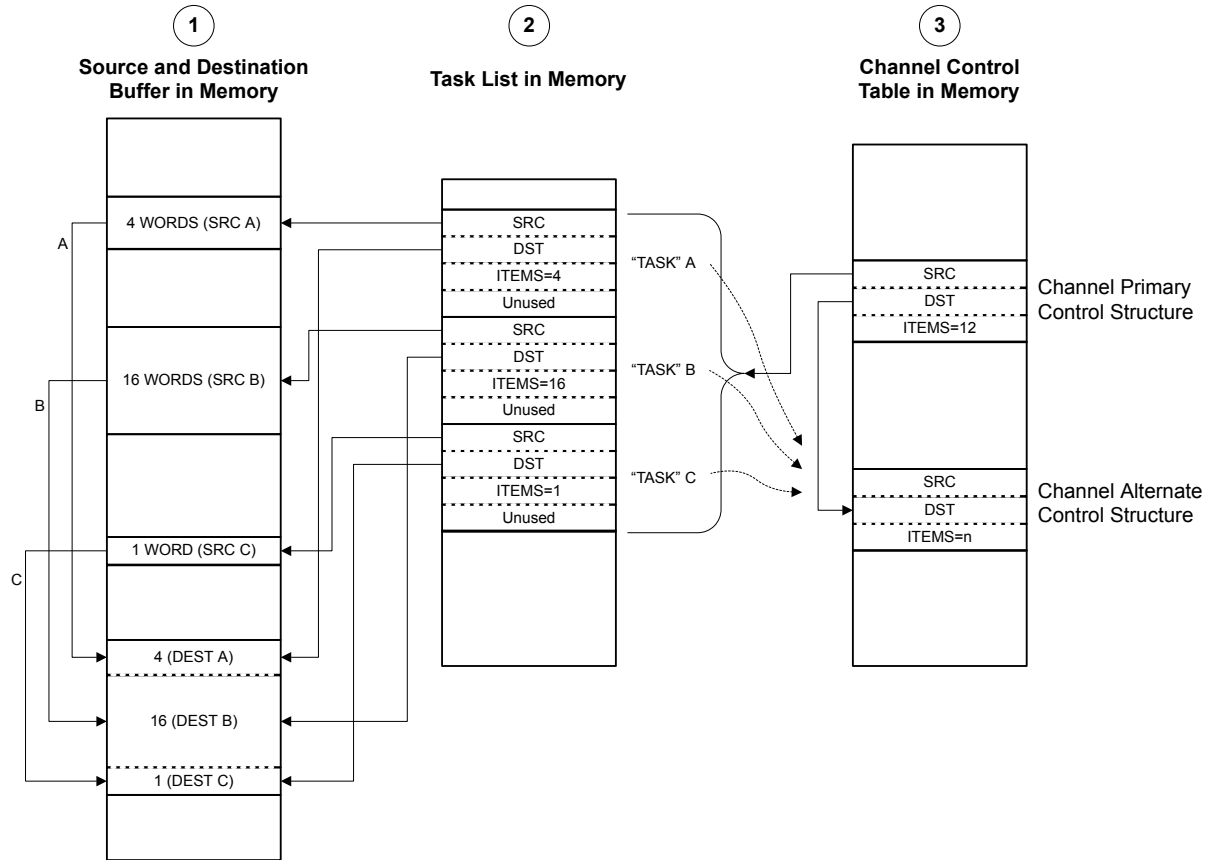 1
Source and Destination
Buffer in Memory
4 WORDS (SRC A)
16 WORDS (SRC B)
1 WORD (SRC C)
4 (DEST A)
16 (DEST B)
1 (DEST C)
A
B
C
2
Task List in Memory
SRC
DST
ITEMS=4
Unused
SRC
DST
ITEMS=16
Unused
SRC
DST
ITEMS=1
Unused
"TASK" A
"TASK" B
"TASK" C
3
Channel Control
Table in Memory
SRC
DST
ITEMS=12
Channel Primary
Control Structure
SRC
DST
ITEMS=n
Channel Alternate
Control Structure